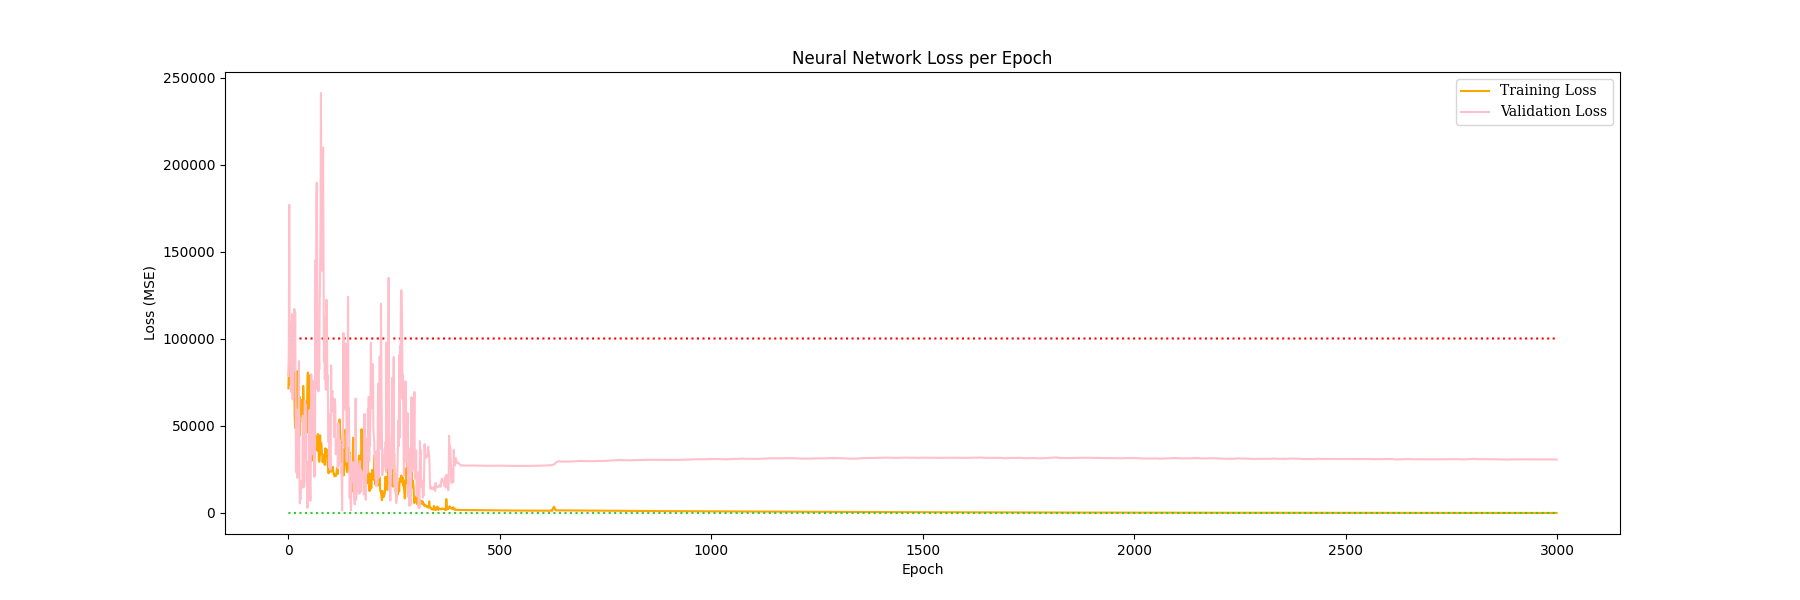 Neural Network Loss per Epoch
250000
200000
150000
100000
50000
0
Loss (MSE)
Training Loss
Validation Loss
0
500
1000
1500
2000
2500
3000
Epoch